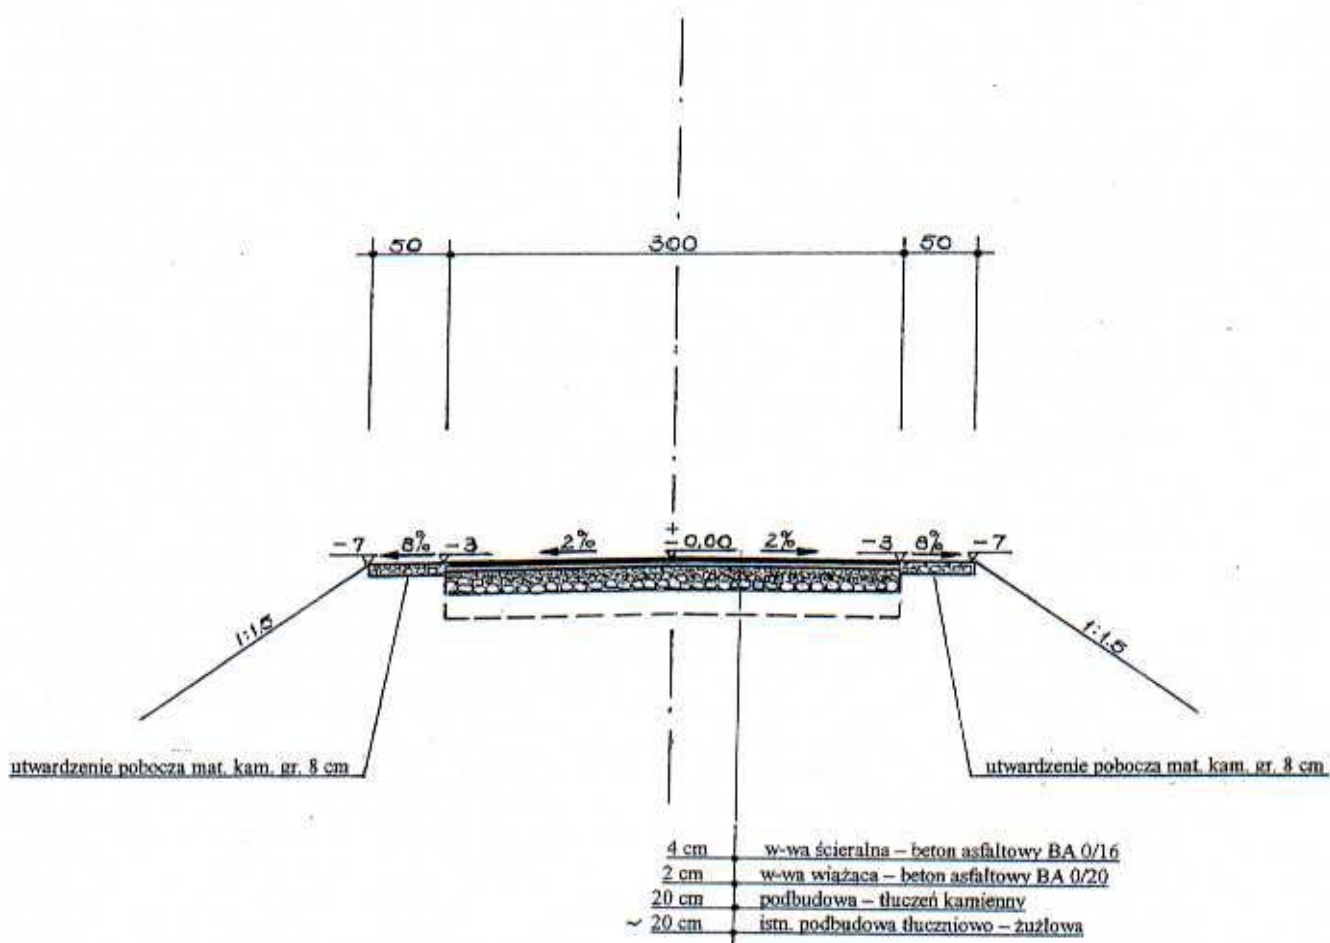 50 300 50
-7 8% -3 2% ± 0,00 2% -3 8% -7
1:1.5 1:1.5
utwardzenie pobocza mat. kam. gr. 8 cm utwardzenie pobocza mat. kam. gr. 8 cm
4 cm w-wa ścieralna – beton asfaltowy BA 0/16
2 cm w-wa wiążąca – beton asfaltowy BA 0/20
20 cm podbudowa – tłuczeń kamienny
~ 20 cm istn. podbudowa tłuczniowo – żużlowa